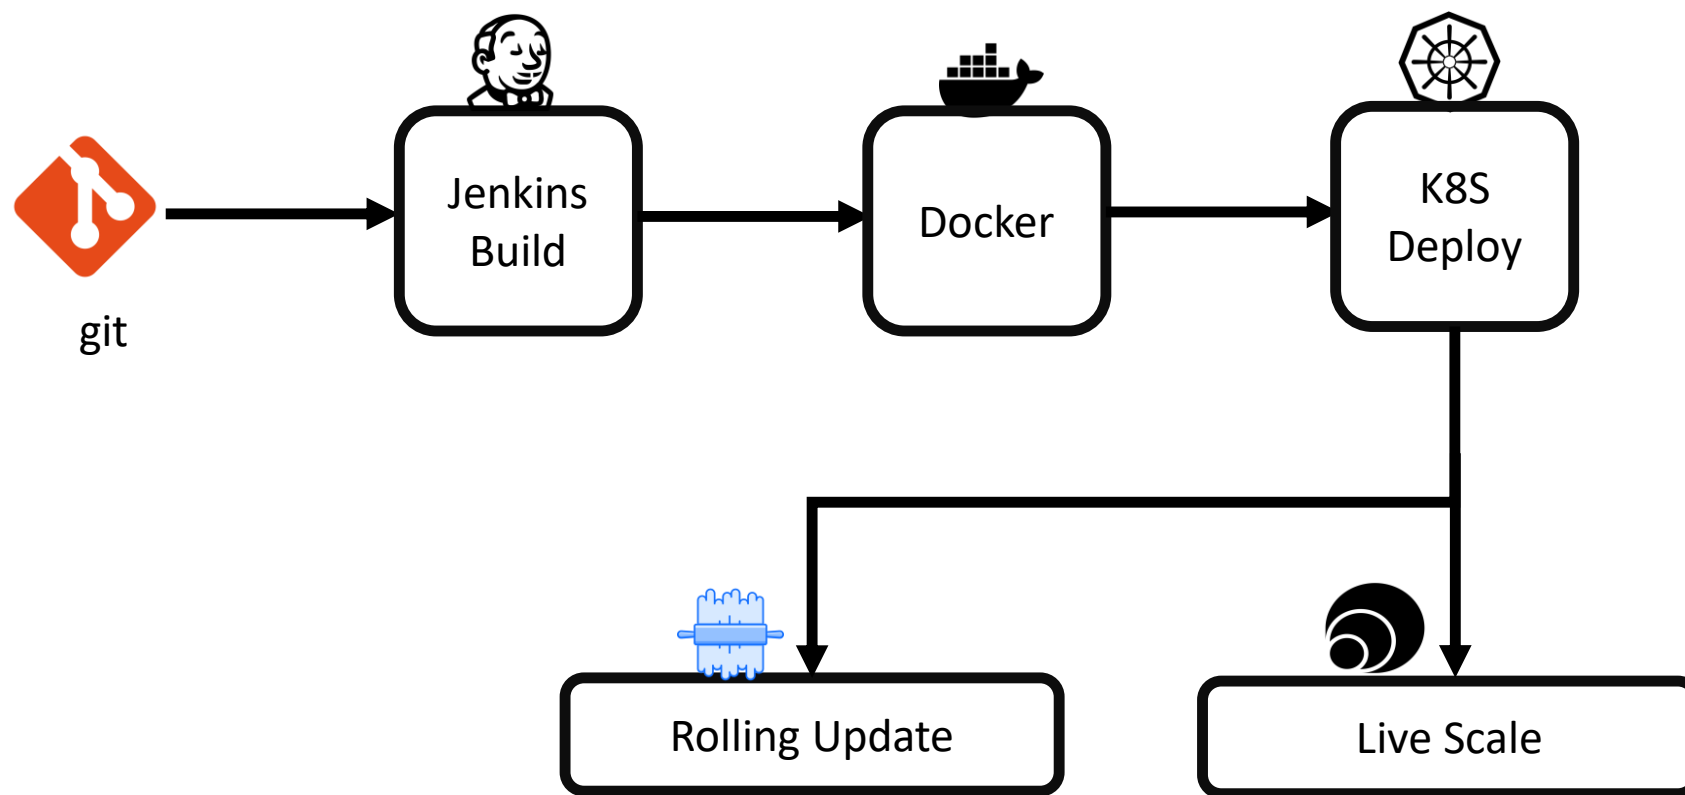 git
Jenkins
Build
Docker
K8S
Deploy
Rolling Update
Live Scale